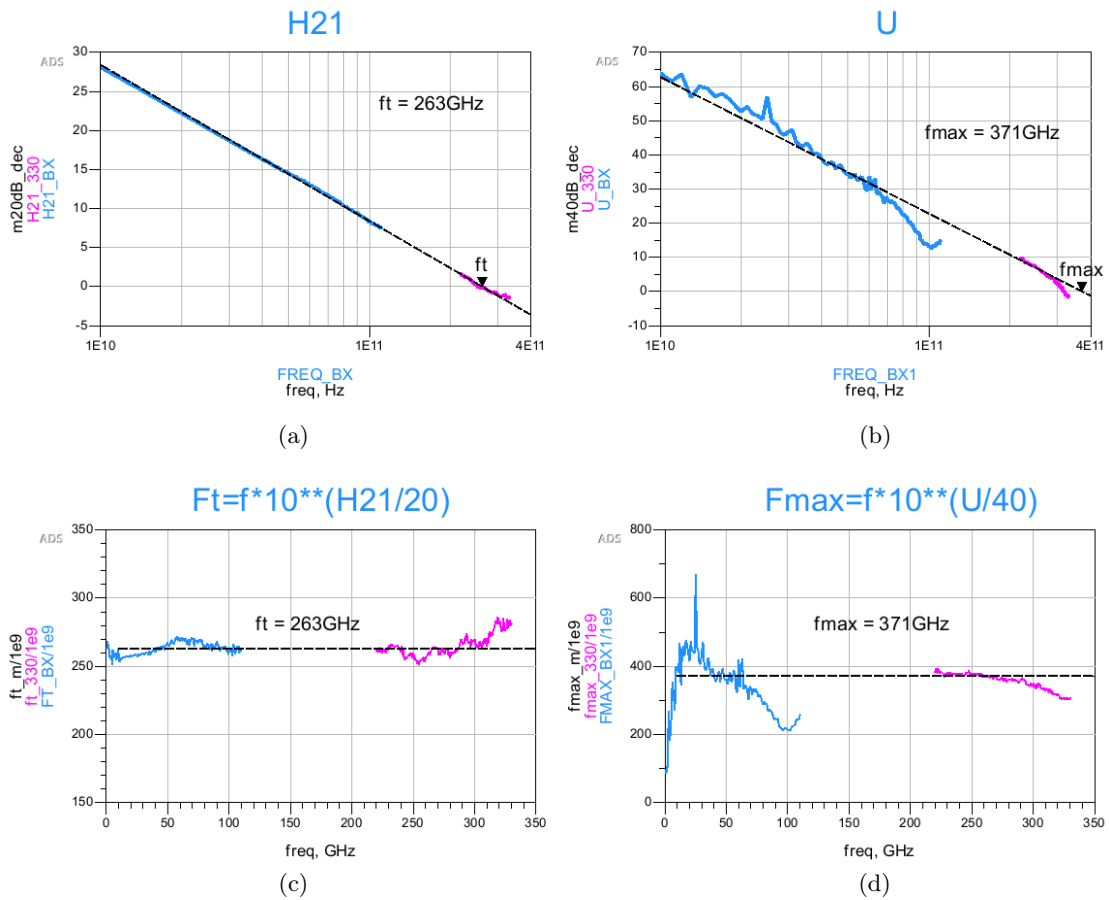 H21
ADS
m20dB_dec
H21_330
H21_BX
30
25
20
15
10
5
0
-5
ft = 263GHz
ft
1E10
1E11
4E11
FREQ_BX
freq, Hz
(a)
U
ADS
m40dB_dec
U_330
U_BX
70
60
50
40
30
20
10
0
-10
fmax = 371GHz
fmax
1E10
1E11
4E11
FREQ_BX1
freq, Hz
(b)
Ft=f*10**(H21/20)
ADS
ft_m/1e9
ft_330/1e9
FT_BX/1e9
350
300
250
200
150
ft = 263GHz
0
50
100
150
200
250
300
350
freq, GHz
(c)
Fmax=f*10**(U/40)
ADS
fmax_m/1e9
fmax_330/1e9
FMAX_BX1/1e9
800
600
400
200
0
fmax = 371GHz
0
50
100
150
200
250
300
350
freq, GHz
(d)